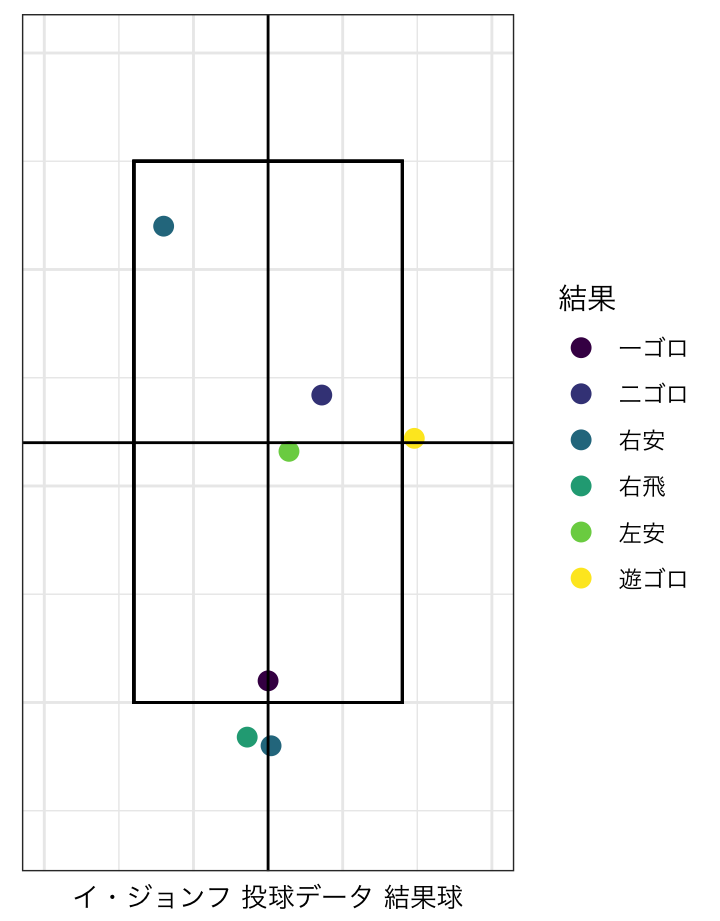 結果
一ゴロ
二ゴロ
右安
右飛
左安
遊ゴロ
イ・ジョンフ 投球データ 結果球